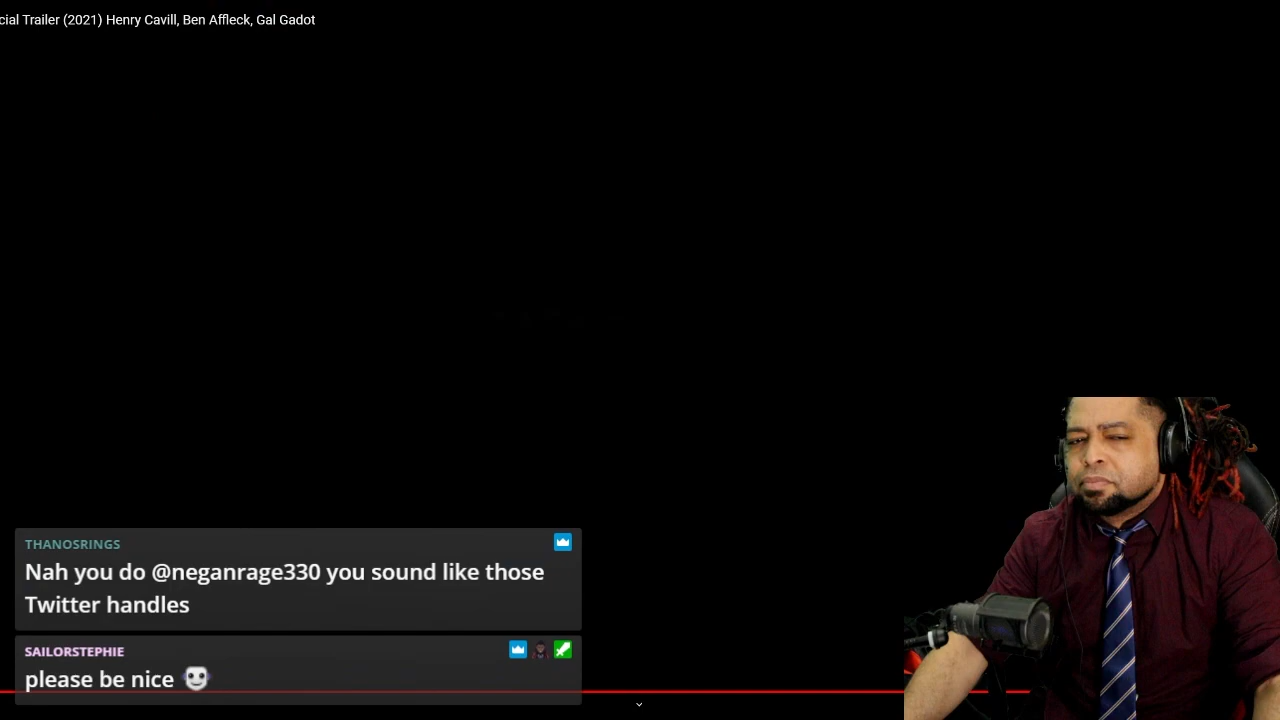 cial Trailer (2021) Henry Cavill, Ben Affleck, Gal Gadot
THANOSRINGS
Nah you do @neganrage330 you sound like those
Twitter handles
SAILORSTEPHIE
please be nice